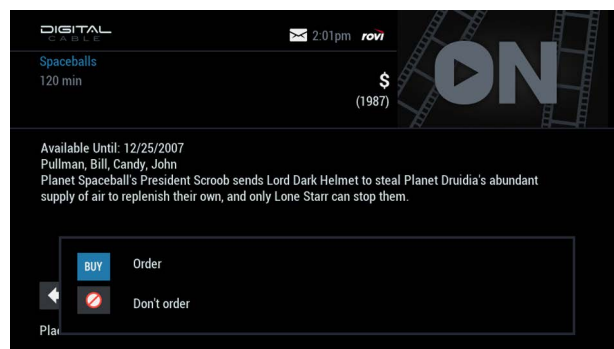 DIGITAL
CABLE
2:01pm rovi
Spaceballs
120 min
$
(1987)
ON
Available Until: 12/25/2007
Pullman, Bill, Candy, John
Planet Spaceball's President Scroob sends Lord Dark Helmet to steal Planet Druidia's abundant
supply of air to replenish their own, and only Lone Starr can stop them.
BUY Order
Don't order
Pla